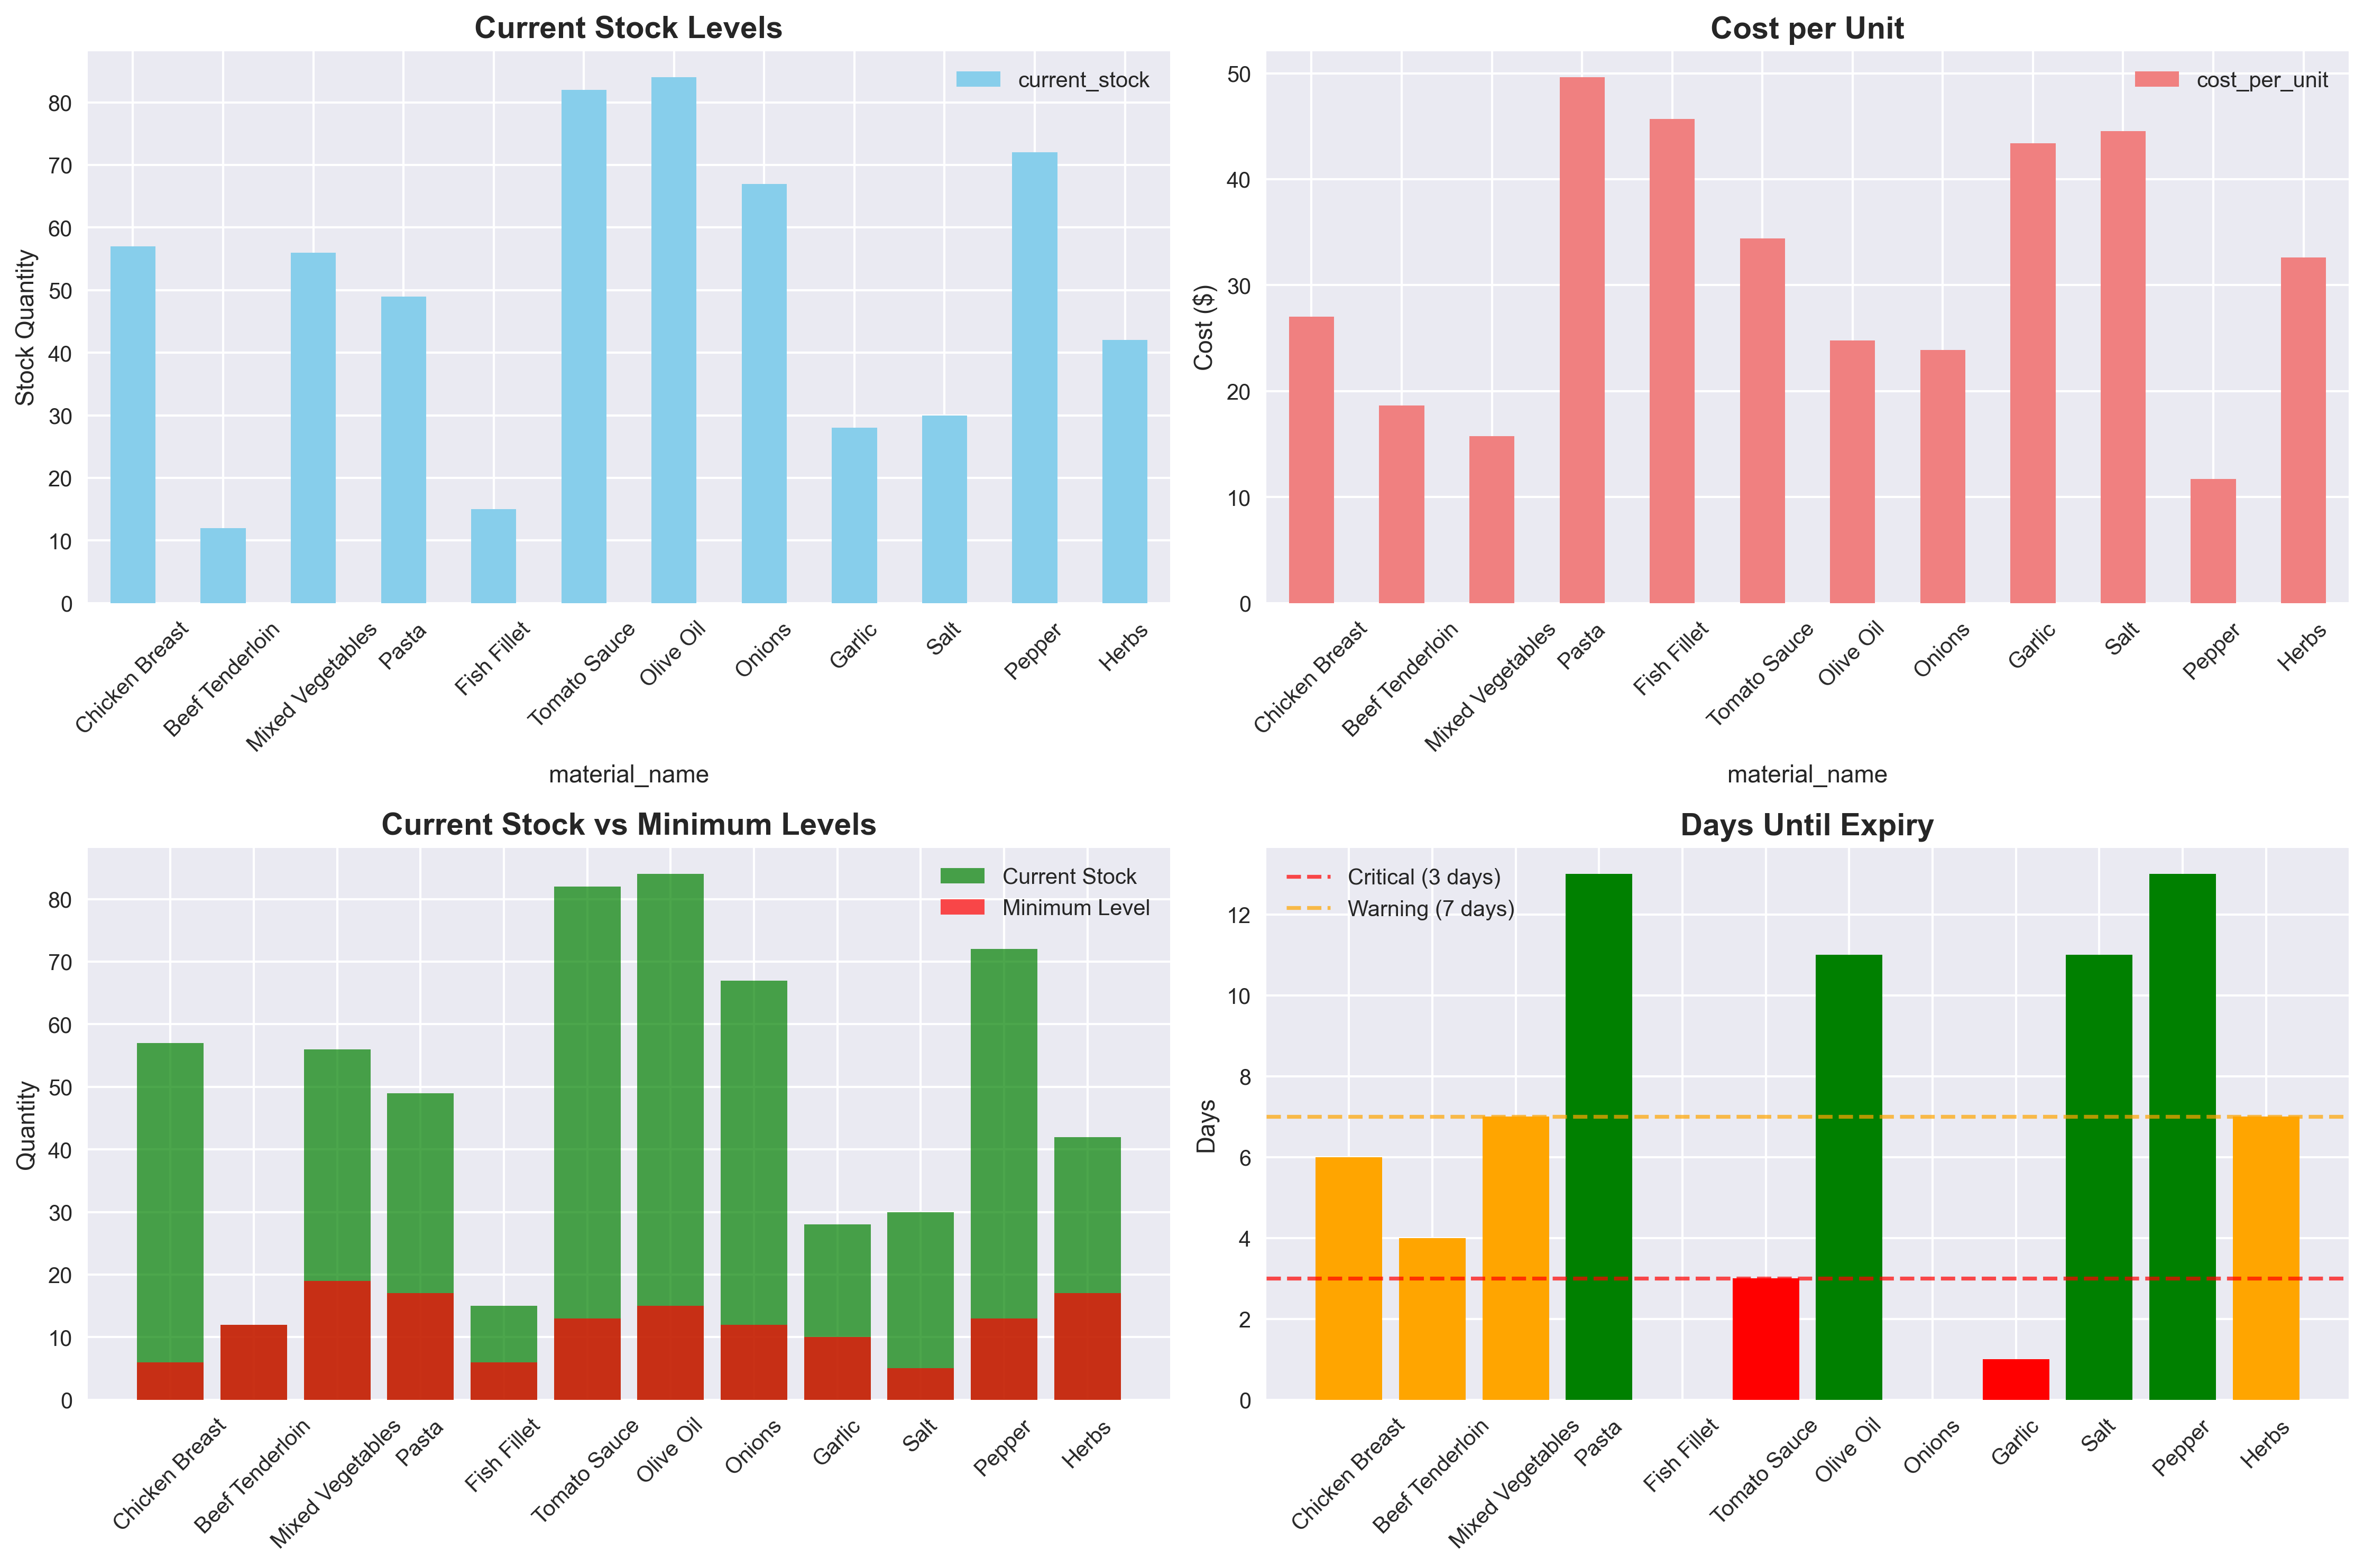 Current Stock Levels
current_stock
Stock Quantity
80
70
60
50
40
30
20
10
0
Chicken Breast
Beef Tenderloin
Mixed Vegetables
Pasta
Fish Fillet
Tomato Sauce
Olive Oil
Onions
Garlic
Salt
Pepper
Herbs
material_name
Cost per Unit
cost_per_unit
Cost ($)
50
40
30
20
10
0
Chicken Breast
Beef Tenderloin
Mixed Vegetables
Pasta
Fish Fillet
Tomato Sauce
Olive Oil
Onions
Garlic
Salt
Pepper
Herbs
material_name
Current Stock vs Minimum Levels
Current Stock
Minimum Level
Quantity
80
70
60
50
40
30
20
10
0
Chicken Breast
Beef Tenderloin
Mixed Vegetables
Pasta
Fish Fillet
Tomato Sauce
Olive Oil
Onions
Garlic
Salt
Pepper
Herbs
Days Until Expiry
Critical (3 days)
Warning (7 days)
Days
12
10
8
6
4
2
0
Chicken Breast
Beef Tenderloin
Mixed Vegetables
Pasta
Fish Fillet
Tomato Sauce
Olive Oil
Onions
Garlic
Salt
Pepper
Herbs